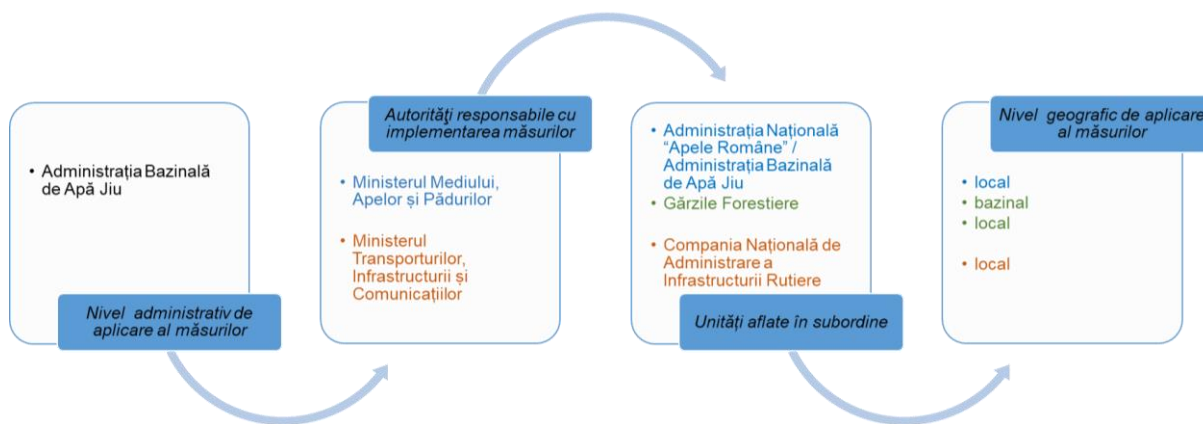 • Administrația Bazinală
de Apă Jiu
Nivel administrativ de
aplicare al măsurilor
Autorităţi responsabile cu
implementarea măsurilor
• Ministerul Mediului,
Apelor și Pădurilor
• Ministerul
Transporturilor,
Infrastructurii și
Comunicațiilor
• Administrația Națională
“Apele Române” /
Administrația Bazinală
de Apă Jiu
• Gărzile Forestiere
• Compania Națională de
Administrare a
Infrastructurii Rutiere
Unități aflate în subordine
Nivel geografic de aplicare
al măsurilor
• local
• bazinal
• local
• local